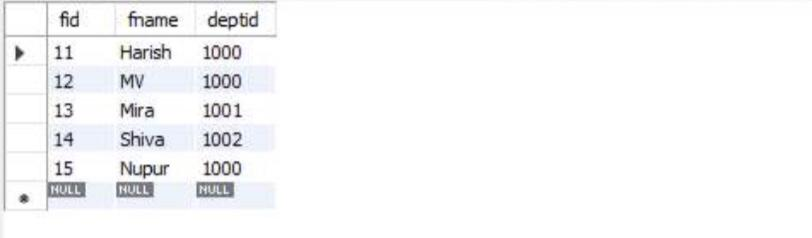 fid fname deptid
11 Harish 1000
12 MV 1000
13 Mira 1001
14 Shiva 1002
15 Nupur 1000
NULL NULL NULL